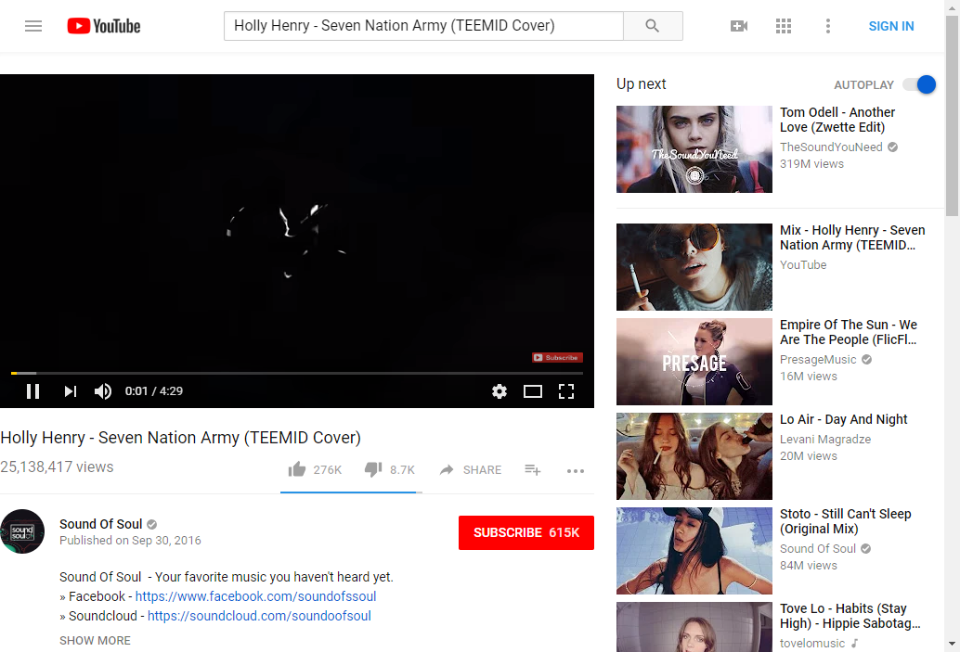 YouTube
Holly Henry - Seven Nation Army (TEEMID Cover)
SIGN IN
Subscribe
0:01 / 4:29
Holly Henry - Seven Nation Army (TEEMID Cover)
25,138,417 views
276K
8.7K
SHARE
sound
of
soul
Sound Of Soul
Published on Sep 30, 2016
SUBSCRIBE 615K
Sound Of Soul - Your favorite music you haven't heard yet.
» Facebook - https://www.facebook.com/soundofssoul
» Soundcloud - https://soundcloud.com/soundoofsoul
SHOW MORE
Up next
AUTOPLAY
TheSoundYouNeed
Tom Odell - Another
Love (Zwette Edit)
TheSoundYouNeed
319M views
Mix - Holly Henry - Seven
Nation Army (TEEMID…
YouTube
PRESAGE
Empire Of The Sun - We
Are The People (FlicFl…
PresageMusic
16M views
Lo Air - Day And Night
Levani Magradze
20M views
Stoto - Still Can't Sleep
(Original Mix)
Sound Of Soul
84M views
Tove Lo - Habits (Stay
High) - Hippie Sabotag…
tovelomusic